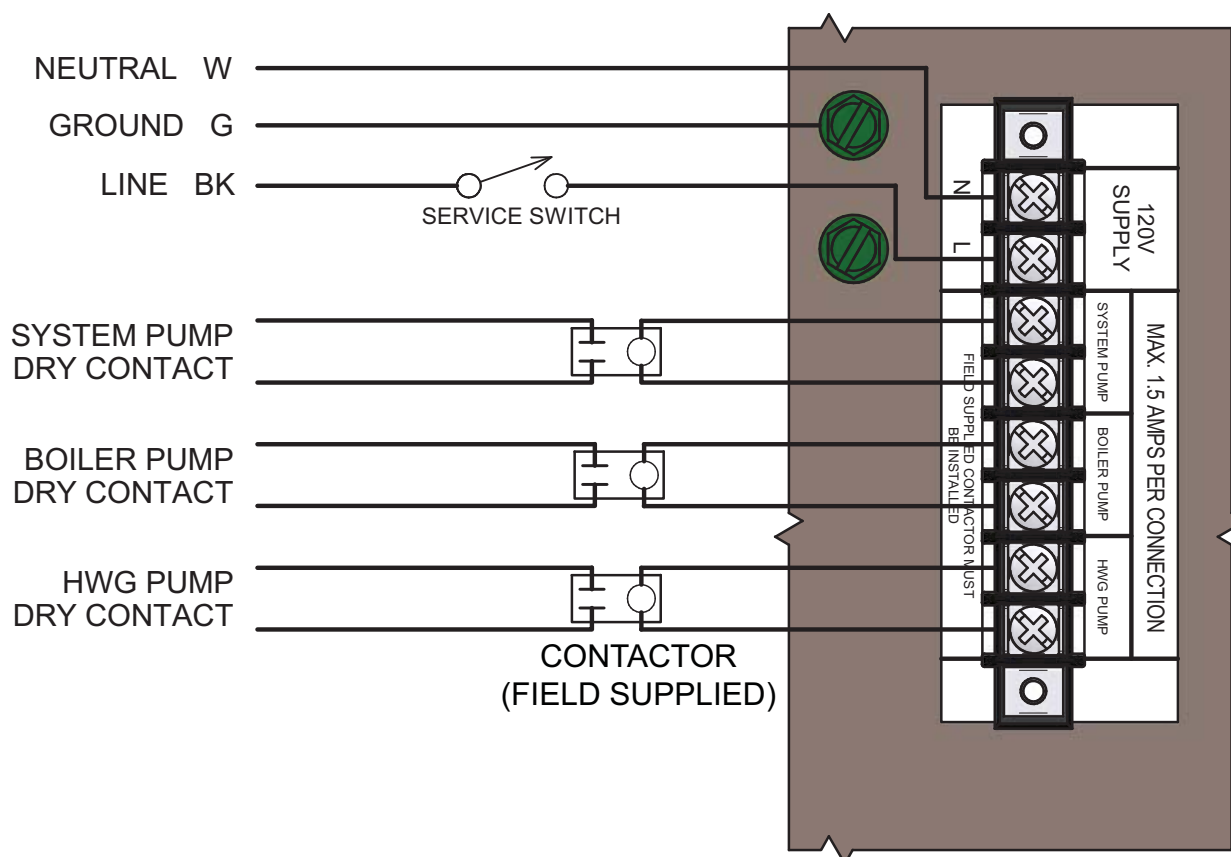 NEUTRAL W
GROUND G
LINE BK
SERVICE SWITCH
SYSTEM PUMP
DRY CONTACT
BOILER PUMP
DRY CONTACT
HWG PUMP
DRY CONTACT
CONTACTOR
(FIELD SUPPLIED)
N
L
120V
SUPPLY
SYSTEM PUMP
BOILER PUMP
HWG PUMP
MAX. 1.5 AMPS PER CONNECTION
FIELD SUPPLIED CONTACTOR MUST
BE INSTALLED